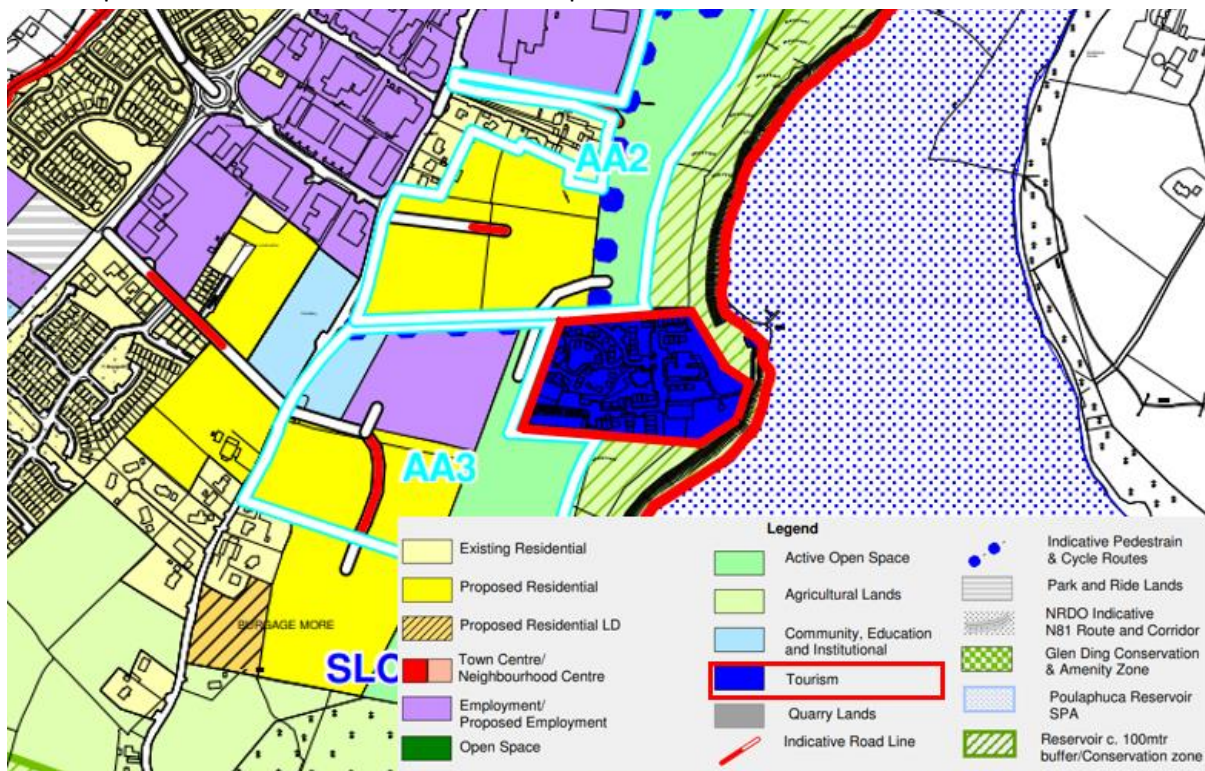 AA2
AA3
BURGAGE MORE
SLO
Legend
Existing Residential
Proposed Residential
Proposed Residential LD
Town Centre/
Neighbourhood Centre
Employment/
Proposed Employment
Open Space
Active Open Space
Agricultural Lands
Community, Education
and Institutional
Tourism
Quarry Lands
Indicative Road Line
Indicative Pedestrain
& Cycle Routes
Park and Ride Lands
NRDO Indicative
N81 Route and Corridor
Glen Ding Conservation
& Amenity Zone
Poulaphuca Reservoir
SPA
Reservoir c. 100mtr
buffer/Conservation zone